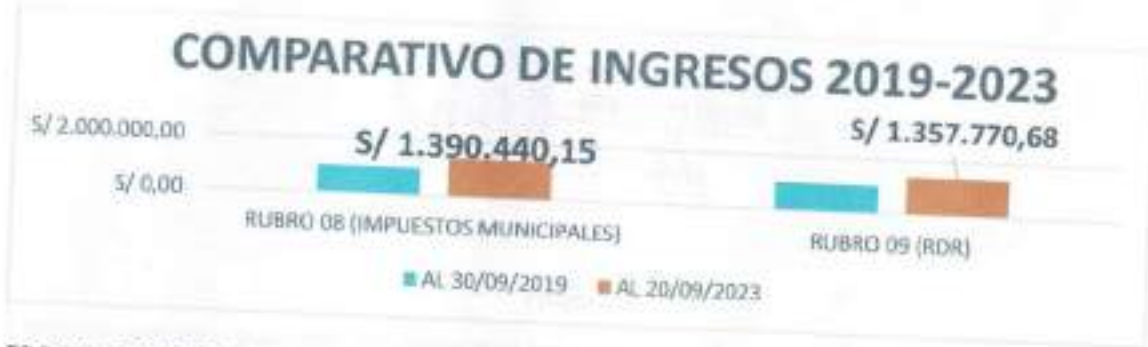 COMPARATIVO DE INGRESOS 2019-2023
S/ 2.000.000,00
S/ 1.390.440,15
S/ 1.357.770,68
S/ 0,00
RUBRO 08 (IMPUESTOS MUNICIPALES)
RUBRO 09 (RDR)
AL 30/09/2019
AL 20/09/2023